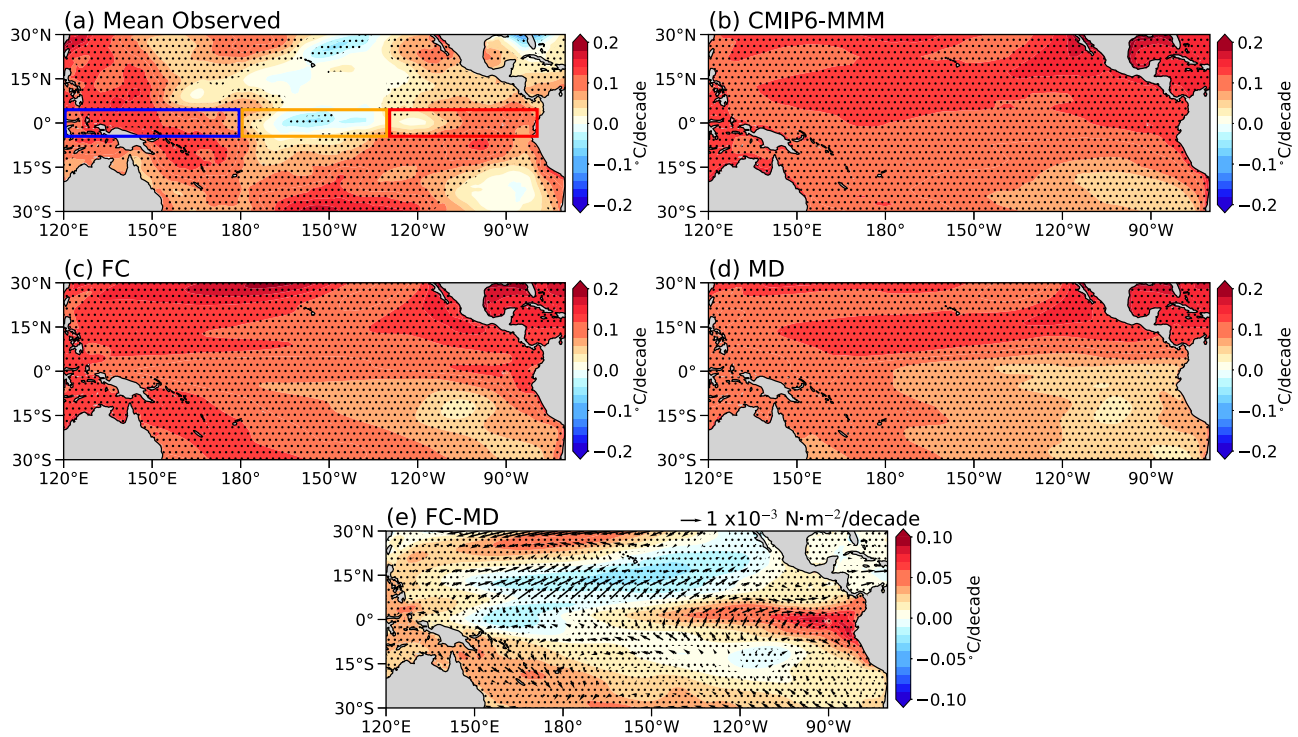 (a) Mean Observed
30°N
15°N
0°
15°S
30°S
120°E 150°E 180° 150°W 120°W 90°W
0.2
0.1
0.0
−0.1
−0.2
°C/decade
(b) CMIP6-MMM
30°N
15°N
0°
15°S
30°S
120°E 150°E 180° 150°W 120°W 90°W
0.2
0.1
0.0
−0.1
−0.2
°C/decade
(c) FC
30°N
15°N
0°
15°S
30°S
120°E 150°E 180° 150°W 120°W 90°W
0.2
0.1
0.0
−0.1
−0.2
°C/decade
(d) MD
30°N
15°N
0°
15°S
30°S
120°E 150°E 180° 150°W 120°W 90°W
0.2
0.1
0.0
−0.1
−0.2
°C/decade
(e) FC-MD
1 x10⁻³ N·m⁻²/decade
30°N
15°N
0°
15°S
30°S
120°E 150°E 180° 150°W 120°W 90°W
0.10
0.05
0.00
−0.05
−0.10
°C/decade